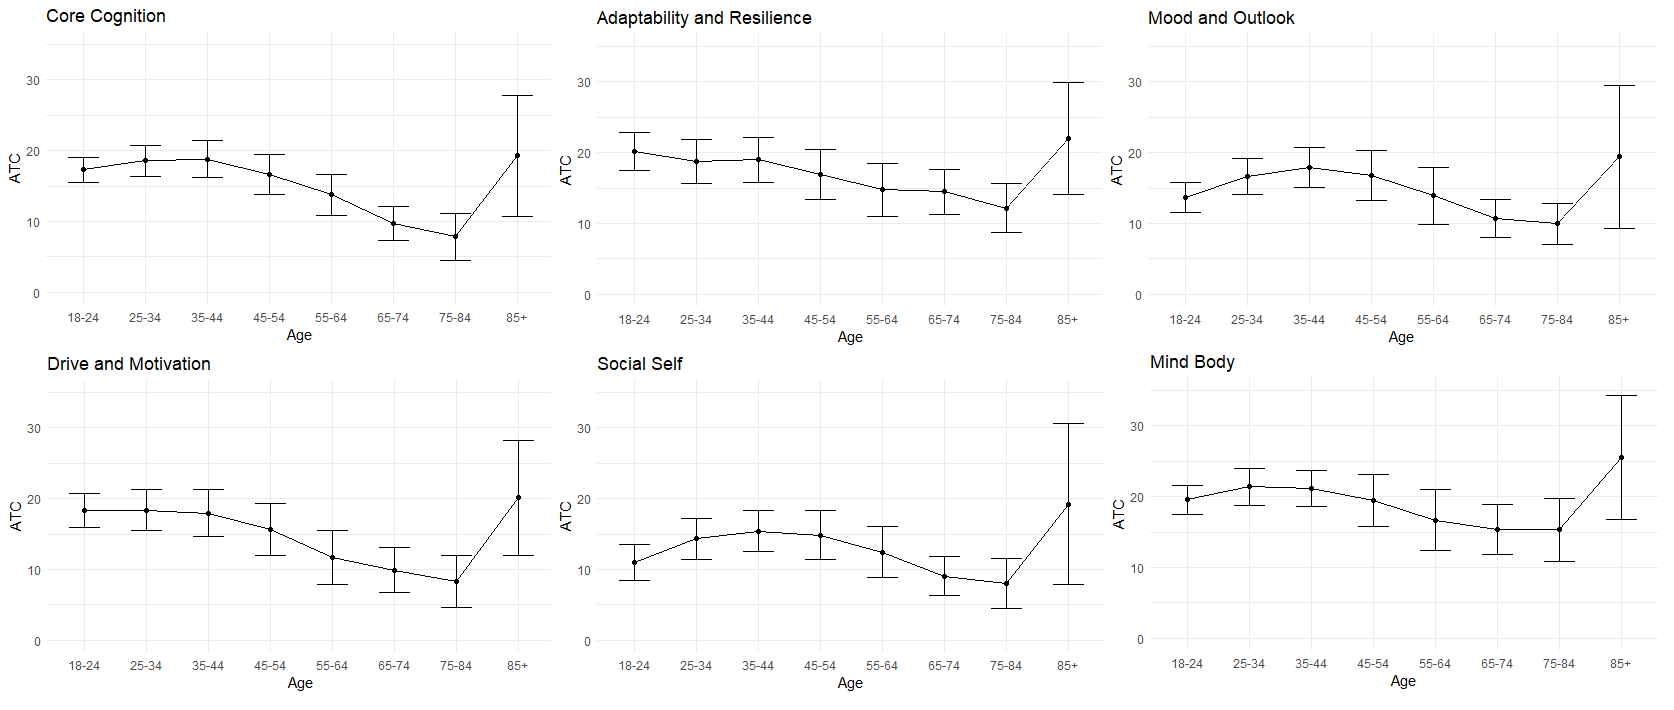 Core Cognition
ATC
30
20
10
0
18-24 25-34 35-44 45-54 55-64 65-74 75-84 85+
Age
Adaptability and Resilience
ATC
30
20
10
0
18-24 25-34 35-44 45-54 55-64 65-74 75-84 85+
Age
Mood and Outlook
ATC
30
20
10
0
18-24 25-34 35-44 45-54 55-64 65-74 75-84 85+
Age
Drive and Motivation
ATC
30
20
10
0
18-24 25-34 35-44 45-54 55-64 65-74 75-84 85+
Age
Social Self
ATC
30
20
10
0
18-24 25-34 35-44 45-54 55-64 65-74 75-84 85+
Age
Mind Body
ATC
30
20
10
0
18-24 25-34 35-44 45-54 55-64 65-74 75-84 85+
Age